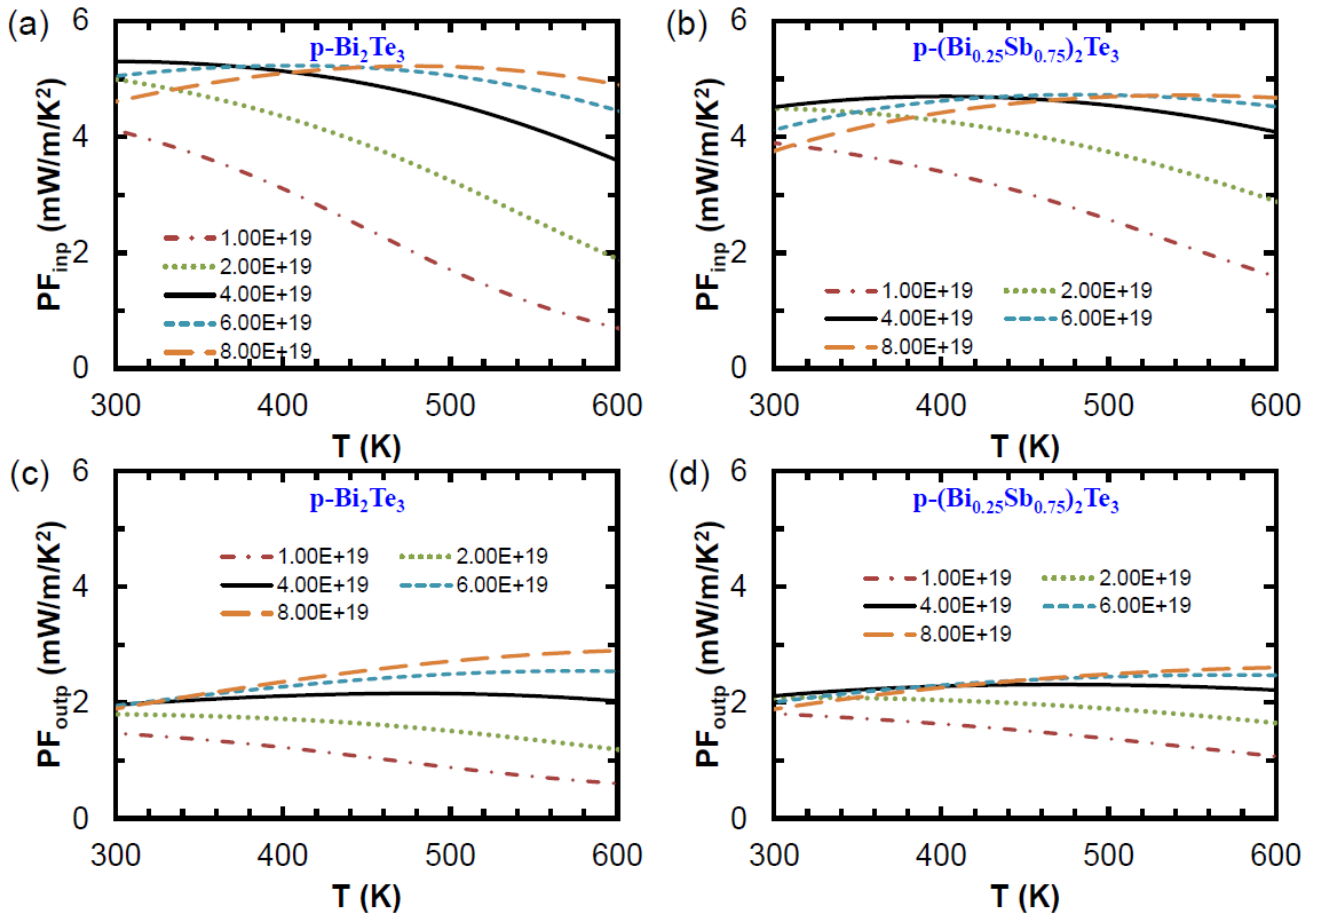 (a)
p-Bi₂Te₃
PF_inp (mW/m/K²)
6
4
2
0
1.00E+19
2.00E+19
4.00E+19
6.00E+19
8.00E+19
300 400 500 600
T (K)
(b)
p-(Bi₀.₂₅Sb₀.₇₅)₂Te₃
PF_inp (mW/m/K²)
6
4
2
0
1.00E+19 2.00E+19
4.00E+19 6.00E+19
8.00E+19
300 400 500 600
T (K)
(c)
p-Bi₂Te₃
PF_outp (mW/m/K²)
6
4
2
0
1.00E+19 2.00E+19
4.00E+19 6.00E+19
8.00E+19
300 400 500 600
T (K)
(d)
p-(Bi₀.₂₅Sb₀.₇₅)₂Te₃
PF_outp (mW/m/K²)
6
4
2
0
1.00E+19 2.00E+19
4.00E+19 6.00E+19
8.00E+19
300 400 500 600
T (K)